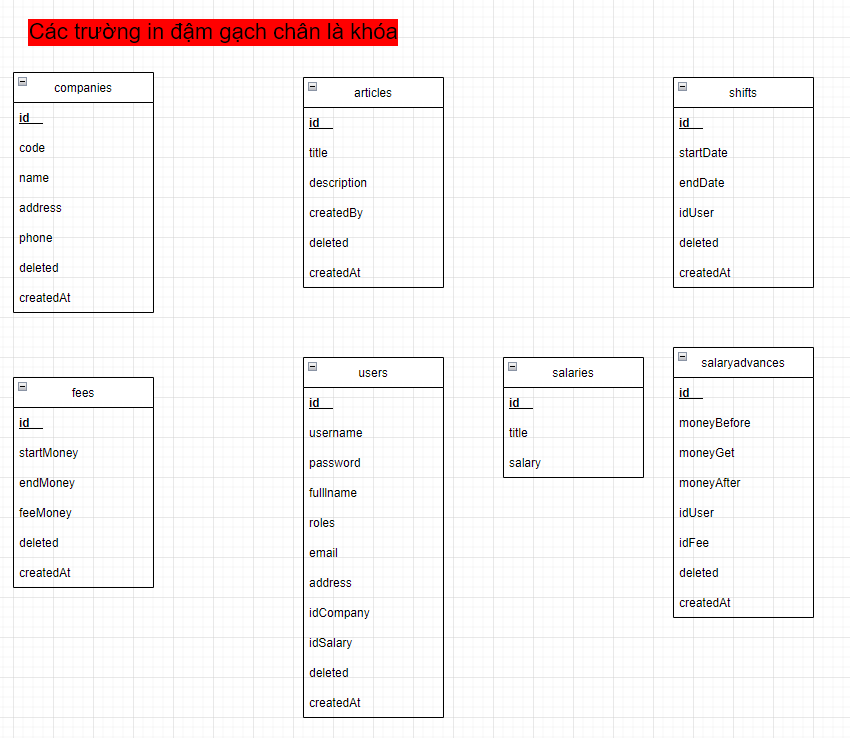 Các trường in đậm gạch chân là khóa
companies
id
code
name
address
phone
deleted
createdAt
articles
id
title
description
createdBy
deleted
createdAt
shifts
id
startDate
endDate
idUser
deleted
createdAt
fees
id
startMoney
endMoney
feeMoney
deleted
createdAt
users
id
username
password
fulllname
roles
email
address
idCompany
idSalary
deleted
createdAt
salaries
id
title
salary
salaryadvances
id
moneyBefore
moneyGet
moneyAfter
idUser
idFee
deleted
createdAt